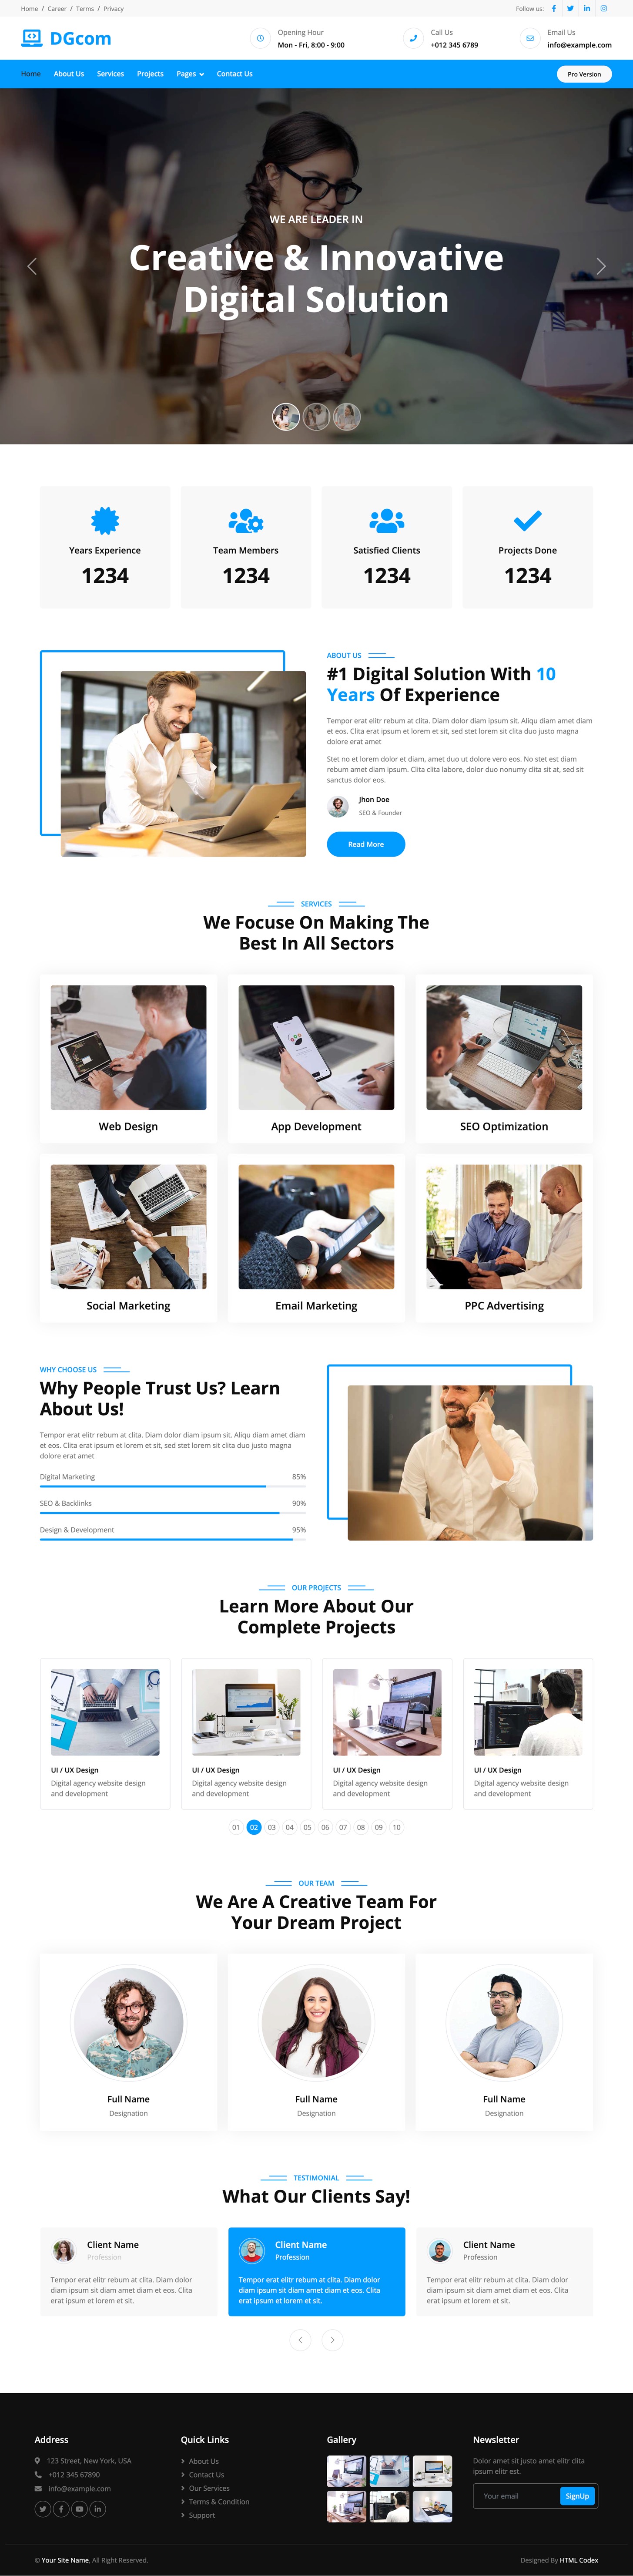 Home / Career / Terms / Privacy
Follow us:
DGcom
Opening Hour
Mon - Fri, 8:00 - 9:00
Call Us
+012 345 6789
Email Us
info@example.com
Home
About Us
Services
Projects
Pages
Contact Us
Pro Version
WE ARE LEADER IN
Creative & Innovative
Digital Solution
Years Experience
1234
Team Members
1234
Satisfied Clients
1234
Projects Done
1234
ABOUT US
#1 Digital Solution With 10
Years Of Experience
Tempor erat elitr rebum at clita. Diam dolor diam ipsum sit. Aliqu diam amet diam
et eos. Clita erat ipsum et lorem et sit, sed stet lorem sit clita duo justo magna
dolore erat amet
Stet no et lorem dolor et diam, amet duo ut dolore vero eos. No stet est diam
rebum amet diam ipsum. Clita clita labore, dolor duo nonumy clita sit at, sed sit
sanctus dolor eos.
Jhon Doe
SEO & Founder
Read More
SERVICES
We Focus On Making The
Best In All Sectors
Web Design
App Development
SEO Optimization
Social Marketing
Email Marketing
PPC Advertising
WHY CHOOSE US
Why People Trust Us? Learn
About Us!
Tempor erat elitr rebum at clita. Diam dolor diam ipsum sit. Aliqu diam amet diam
et eos. Clita erat ipsum et lorem et sit, sed stet lorem sit clita duo justo magna
dolore erat amet
Digital Marketing
85%
SEO & Backlinks
90%
Design & Development
95%
OUR PROJECTS
Learn More About Our
Complete Projects
UI / UX Design
Digital agency website design
and development
UI / UX Design
Digital agency website design
and development
UI / UX Design
Digital agency website design
and development
UI / UX Design
Digital agency website design
and development
01 02 03 04 05 06 07 08 09 10
OUR TEAM
We Are A Creative Team For
Your Dream Project
Full Name
Designation
Full Name
Designation
Full Name
Designation
TESTIMONIAL
What Our Clients Say!
Client Name
Profession
Tempor erat elitr rebum at clita. Diam dolor
diam ipsum sit diam amet diam et eos. Clita
erat ipsum et lorem et sit.
Client Name
Profession
Tempor erat elitr rebum at clita. Diam dolor
diam ipsum sit diam amet diam et eos. Clita
erat ipsum et lorem et sit.
Client Name
Profession
Tempor erat elitr rebum at clita. Diam dolor
diam ipsum sit diam amet diam et eos. Clita
erat ipsum et lorem et sit.
Address
123 Street, New York, USA
+012 345 67890
info@example.com
Quick Links
About Us
Contact Us
Our Services
Terms & Condition
Support
Gallery
Newsletter
Dolor amet sit justo amet elitr clita
ipsum elitr est.
Your email
SignUp
© Your Site Name, All Right Reserved.
Designed By HTML Codex